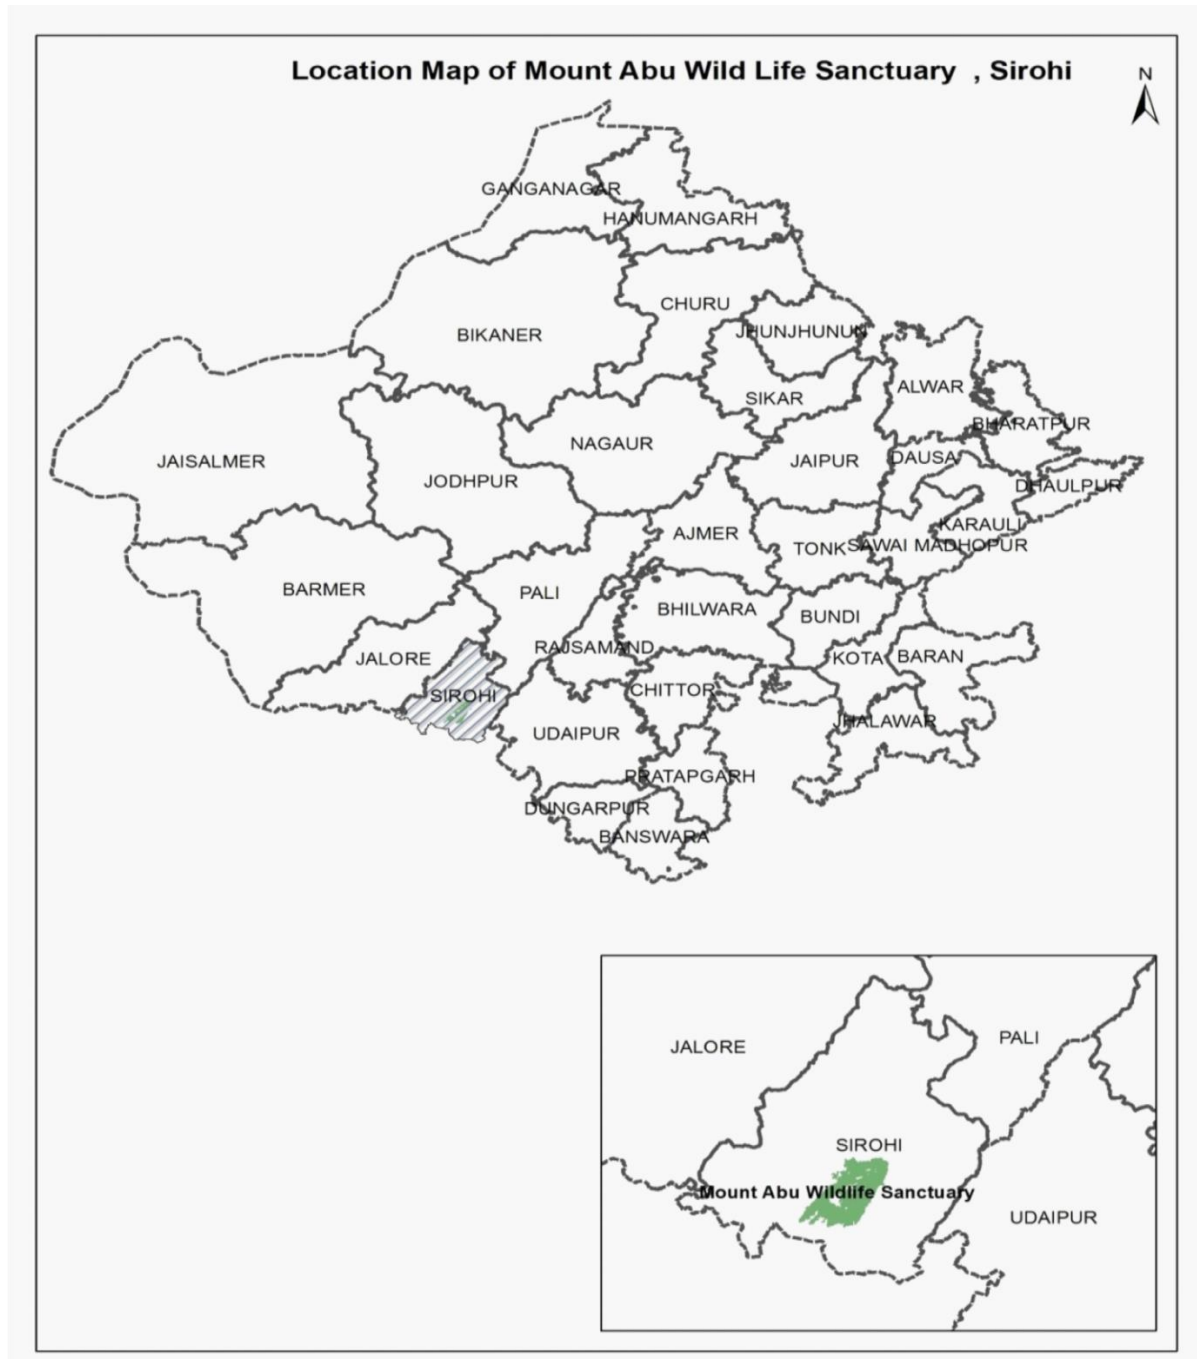 Location Map of Mount Abu Wild Life Sanctuary , Sirohi
N
GANGANAGAR
HANUMANGARH
CHURU
BIKANER
JHUNJHUNUN
ALWAR
SIKAR
BHARATPUR
NAGAUR
JAISALMER
JAIPUR
DAUSA
JODHPUR
DHAULPUR
KARAULI
AJMER
TONK
SAWAI MADHOPUR
BARMER
PALI
BHILWARA
BUNDI
RAJSAMAND
JALORE
KOTA
BARAN
SIROHI
CHITTOR
JHALAWAR
UDAIPUR
PRATAPGARH
DUNGARPUR
BANSWARA
JALORE
PALI
SIROHI
Mount Abu Wildlife Sanctuary
UDAIPUR